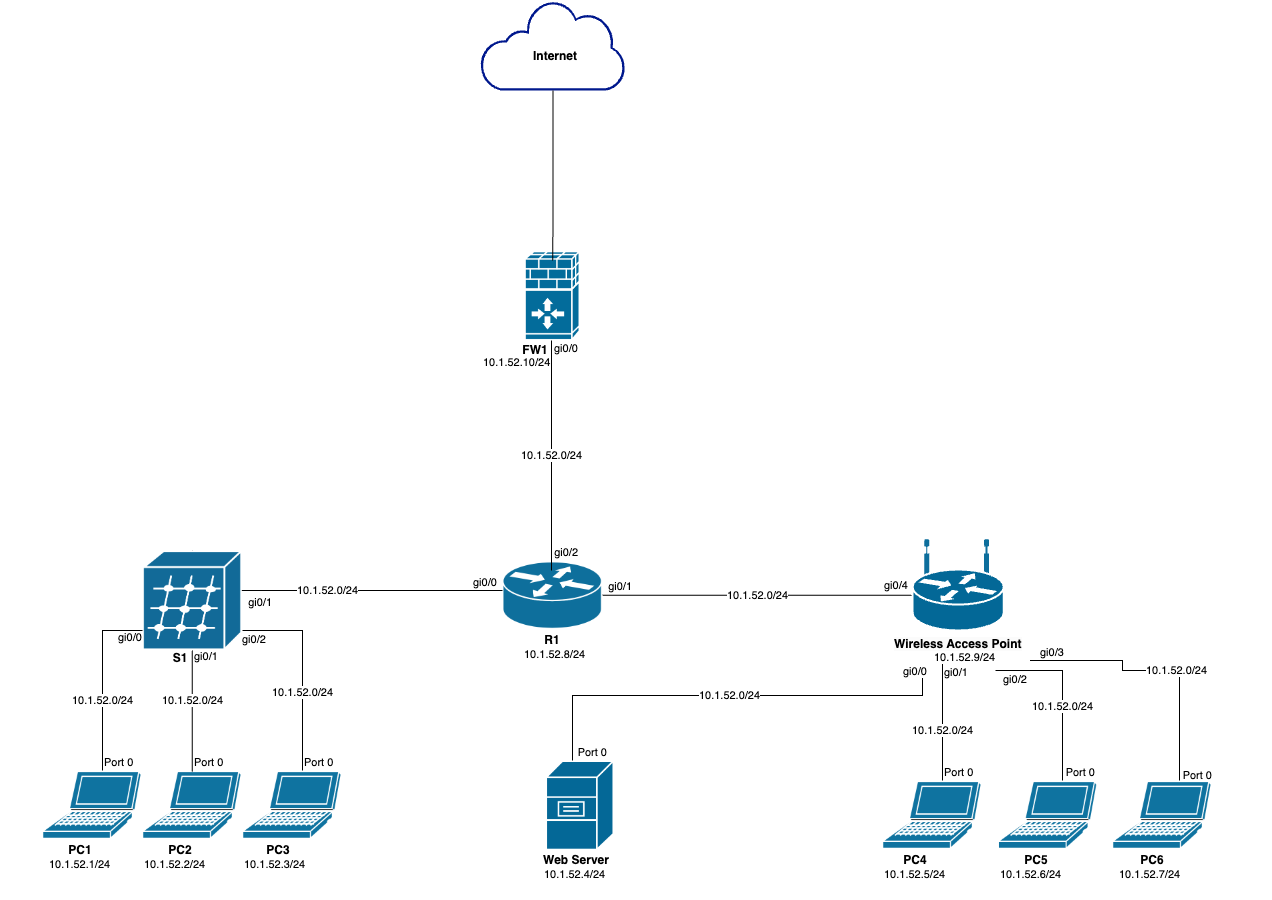 Internet
FW1
gi0/0
10.1.52.10/24
10.1.52.0/24
gi0/2
gi0/0
gi0/1
10.1.52.0/24
gi0/1
10.1.52.0/24
gi0/4
R1
10.1.52.8/24
gi0/0
gi0/2
S1
gi0/1
Wireless Access Point
10.1.52.9/24
gi0/0
gi0/1
gi0/2
gi0/3
10.1.52.0/24
10.1.52.0/24
10.1.52.0/24
10.1.52.0/24
10.1.52.0/24
10.1.52.0/24
10.1.52.0/24
Port 0
Port 0
Port 0
Port 0
Port 0
Port 0
Port 0
PC1
10.1.52.1/24
PC2
10.1.52.2/24
PC3
10.1.52.3/24
Web Server
10.1.52.4/24
PC4
10.1.52.5/24
PC5
10.1.52.6/24
PC6
10.1.52.7/24